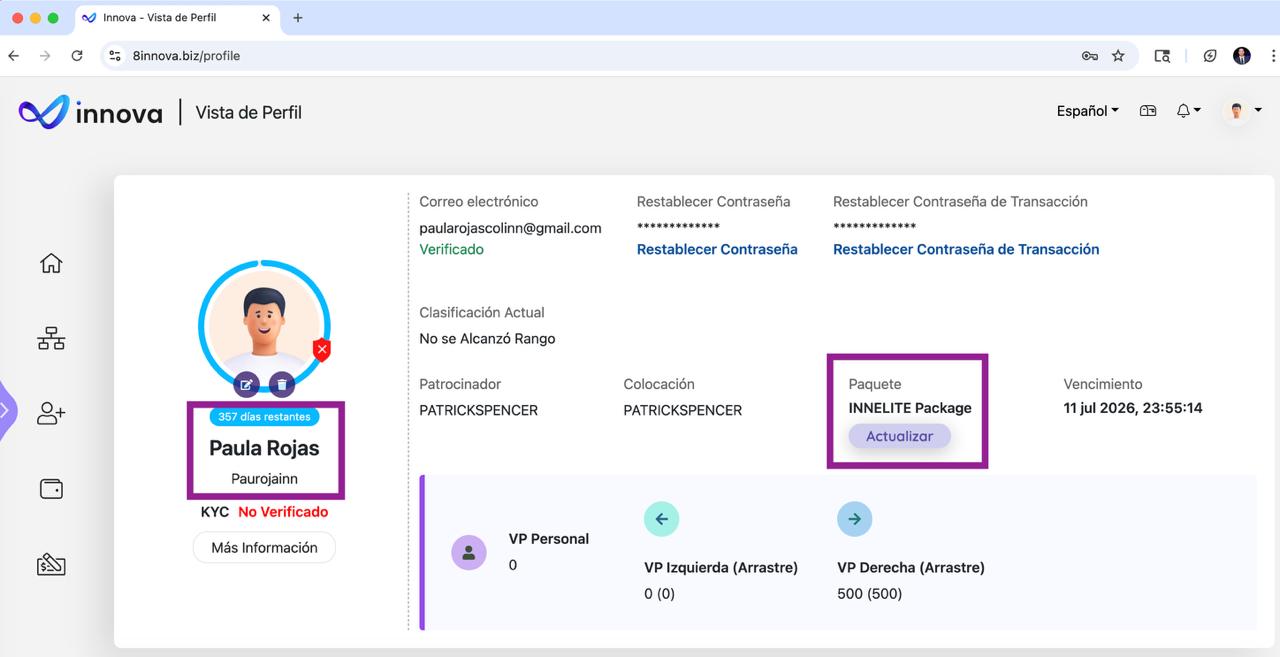 Innova - Vista de Perfil
8innova.biz/profile
innova | Vista de Perfil
Español
Correo electrónico
paularojascolinn@gmail.com
Verificado
Restablecer Contraseña
*************
Restablecer Contraseña
Restablecer Contraseña de Transacción
*************
Restablecer Contraseña de Transacción
Clasificación Actual
No se Alcanzó Rango
Patrocinador
PATRICKSPENCER
Colocación
PATRICKSPENCER
Paquete
INNELITE Package
Actualizar
Vencimiento
11 jul 2026, 23:55:14
357 días restantes
Paula Rojas
Paurojainn
KYC No Verificado
Más Información
VP Personal
0
VP Izquierda (Arrastre)
0 (0)
VP Derecha (Arrastre)
500 (500)